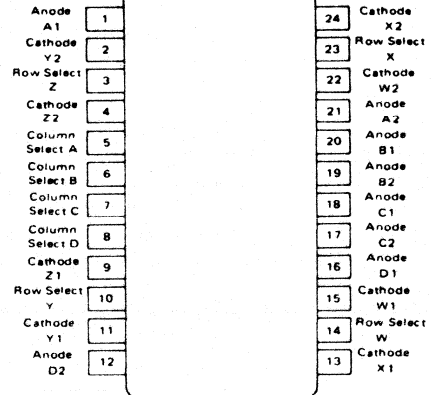 Anode
A1
1
Cathode
Y2
2
Row Select
Z
3
Cathode
Z2
4
Column
Select A
5
Column
Select B
6
Column
Select C
7
Column
Select D
8
Cathode
Z1
9
Row Select
Y
10
Cathode
Y1
11
Anode
D2
12
24
Cathode
X2
23
Row Select
X
22
Cathode
W2
21
Anode
A2
20
Anode
B1
19
Anode
B2
18
Anode
C1
17
Anode
C2
16
Anode
D1
15
Cathode
W1
14
Row Select
W
13
Cathode
X1